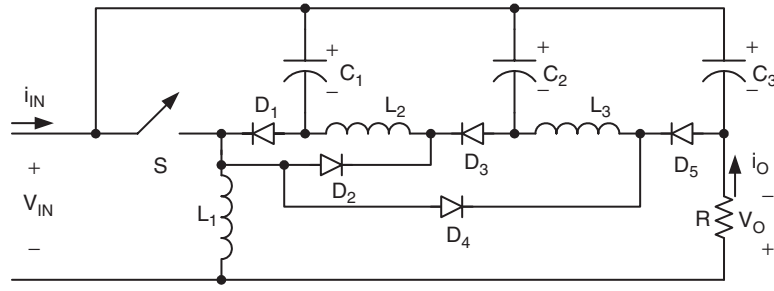 + + +
C1 C2 C3
− − −
iIN D1 L2 L3
S D3 D5 iO
+ D2 −
VIN L1 D4 R VO
− +